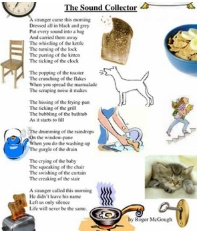 The Sound Collector
A stranger came this morning
Dressed all in black and grey
Put every sound into a bag
And carried them away
The whistling of the kettle
The turning of the lock
The purring of the kitten
The ticking of the clock
The popping of the toaster
The crunching of the flakes
When you spread the marmalade
The scraping noise it makes
The hissing of the frying pan
The ticking of the grill
The bubbling of the bathtub
As it starts to fill
The drumming of the raindrops
On the window-pane
When you do the washing-up
The gurgle of the drain
The crying of the baby
The squeaking of the chair
The swishing of the curtain
The creaking of the stair
A stranger called this morning
He didn't leave his name
Left us only silence
Life will never be the same.
by Roger McGough